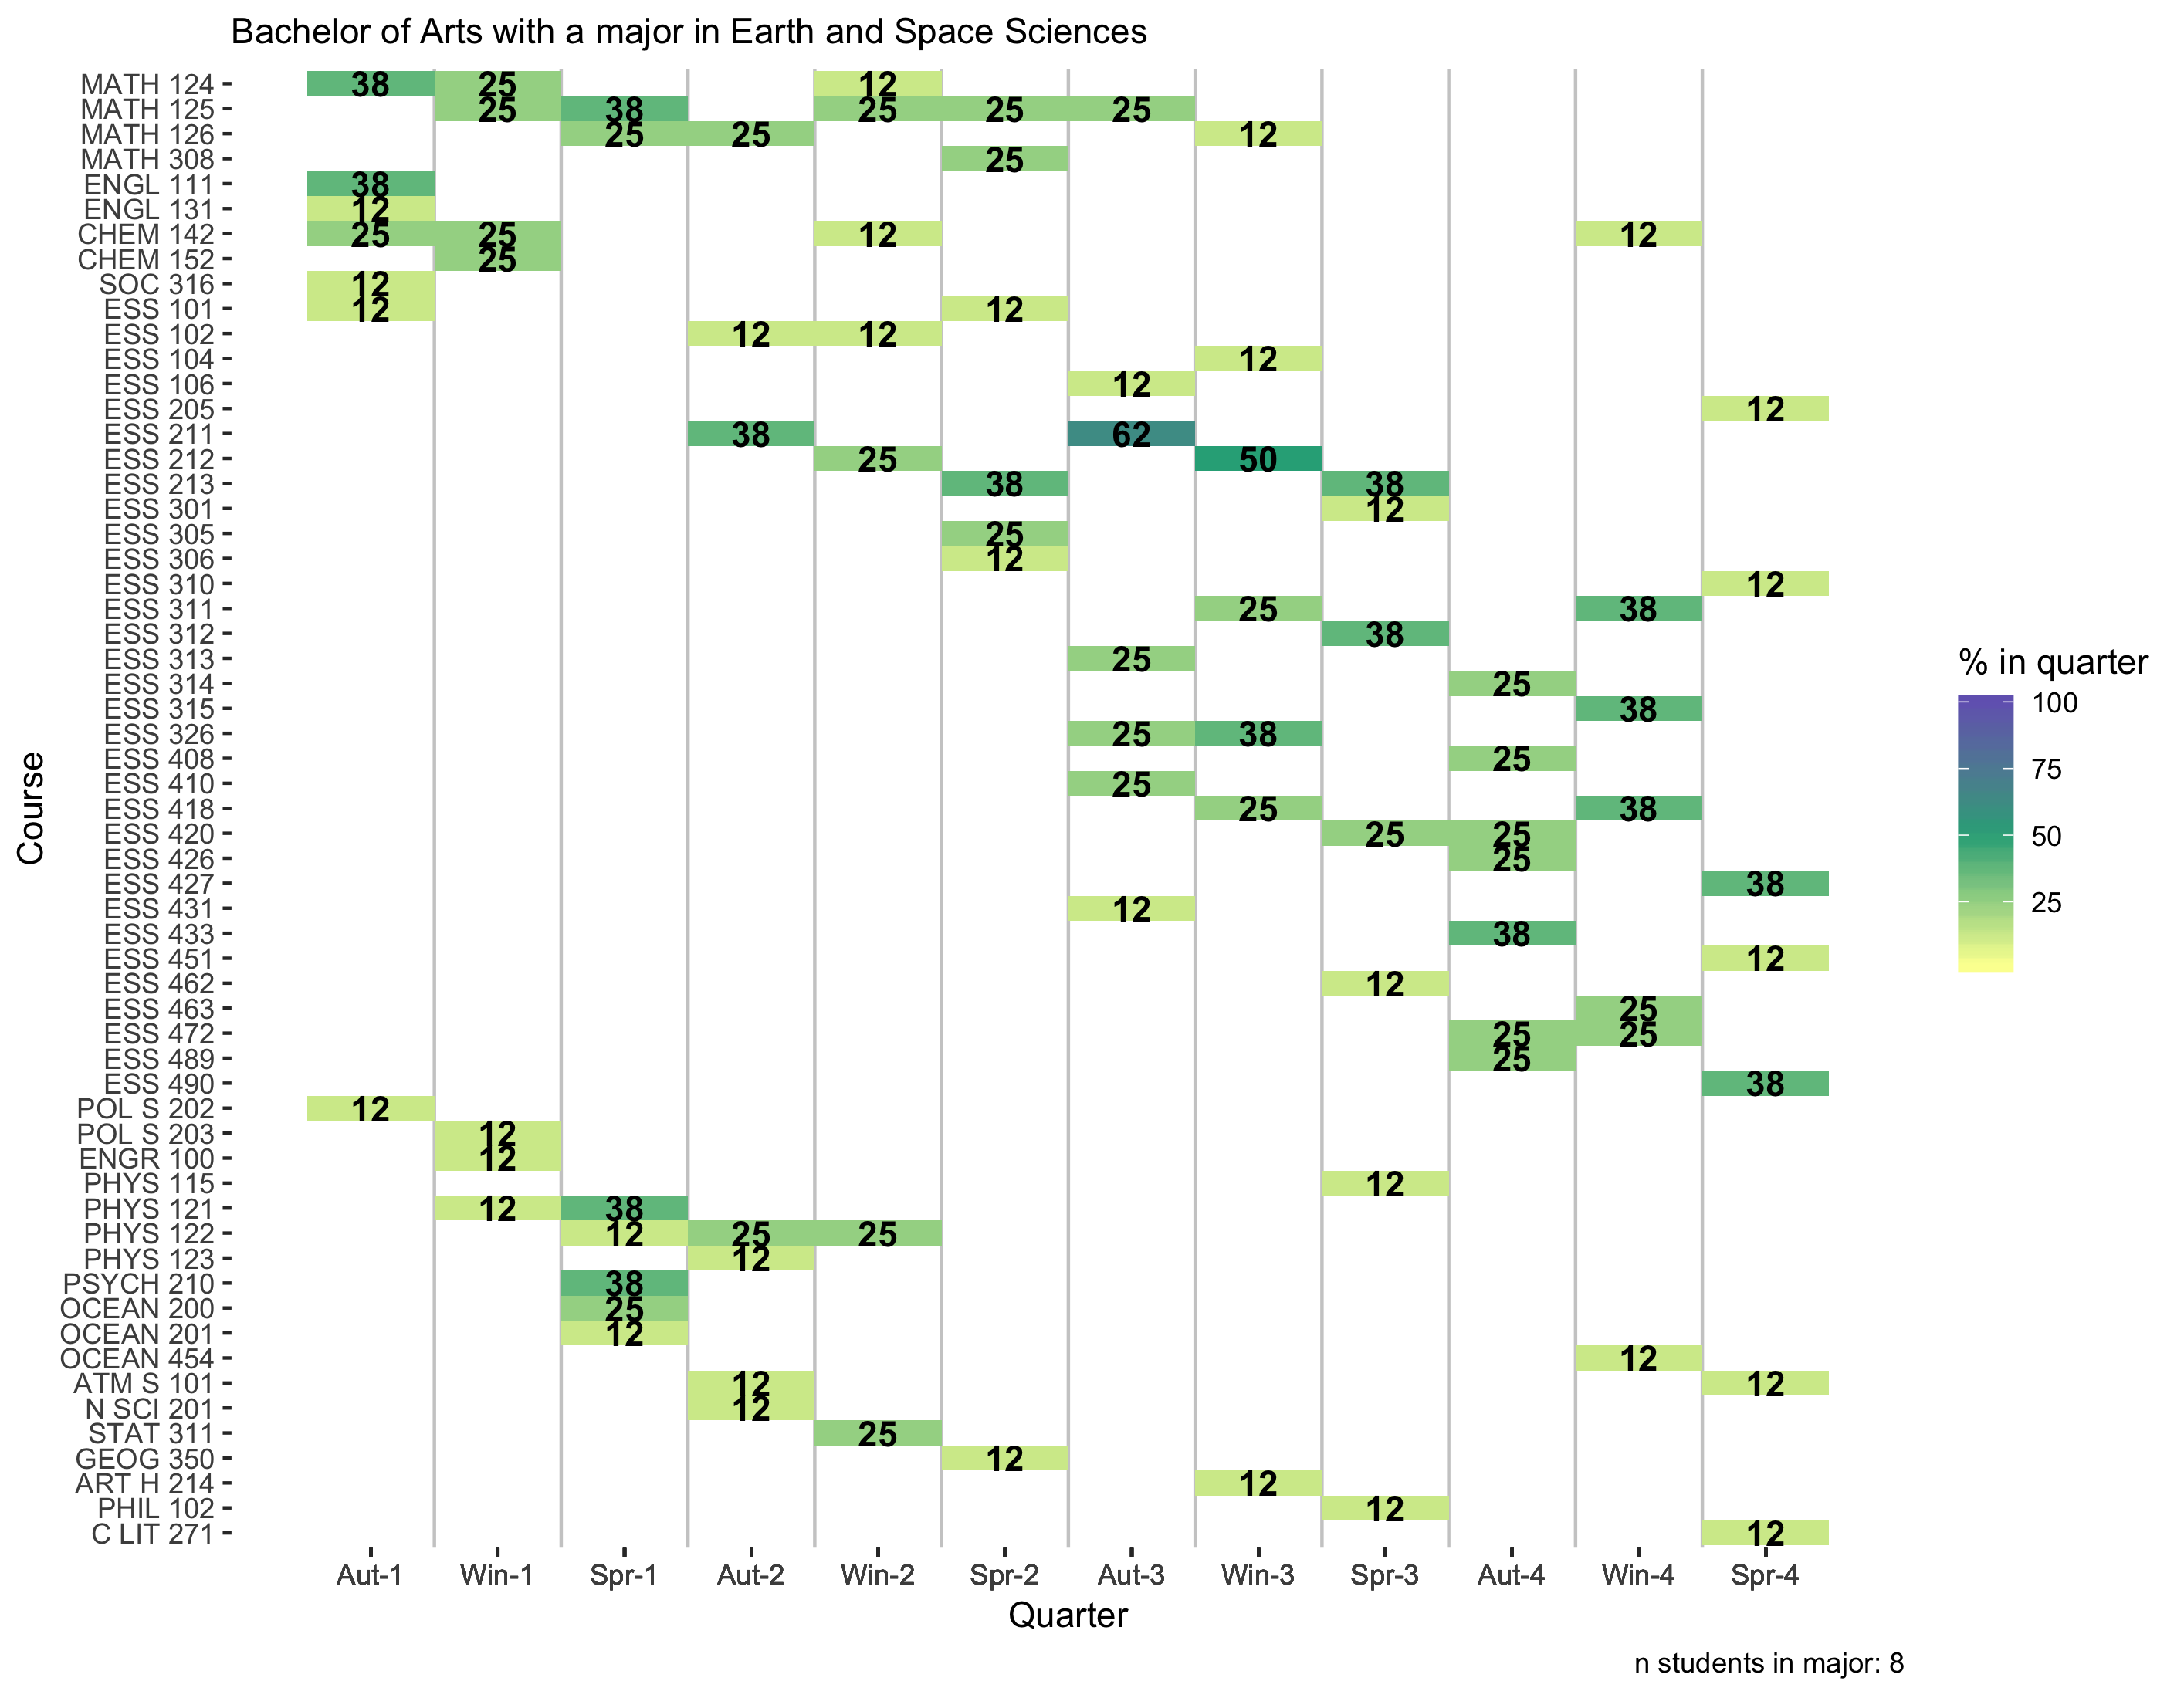 Bachelor of Arts with a major in Earth and Space Sciences
MATH 124 38 25 12
MATH 125 25 38 25 25 25
MATH 126 25 25 12
MATH 308 25
ENGL 111 38
ENGL 131 12
CHEM 142 25 25 12 12
CHEM 152 25
SOC 316 12
ESS 101 12 12
ESS 102 12 12
ESS 104 12
ESS 106 12
ESS 205 12
ESS 211 38 62
ESS 212 25 50
ESS 213 38 38
ESS 301 12
ESS 305 25
ESS 306 12
ESS 310 12
ESS 311 25 38
ESS 312 38
ESS 313 25
ESS 314 25
ESS 315 38
ESS 326 25 38
ESS 408 25
ESS 410 25
ESS 418 25 38
ESS 420 25 25
ESS 426 25
ESS 427 38
ESS 431 12
ESS 433 38
ESS 451 12
ESS 462 12
ESS 463 25
ESS 472 25 25
ESS 489 25
ESS 490 38
POL S 202 12
POL S 203 12
ENGR 100 12
PHYS 115 12
PHYS 121 12 38
PHYS 122 12 25 25
PHYS 123 12
PSYCH 210 38
OCEAN 200 25
OCEAN 201 12
OCEAN 454 12
ATM S 101 12 12
N SCI 201 12
STAT 311 25
GEOG 350 12
ART H 214 12
PHIL 102 12
C LIT 271 12
Aut-1 Win-1 Spr-1 Aut-2 Win-2 Spr-2 Aut-3 Win-3 Spr-3 Aut-4 Win-4 Spr-4
Quarter
Course
% in quarter
100
75
50
25
n students in major: 8